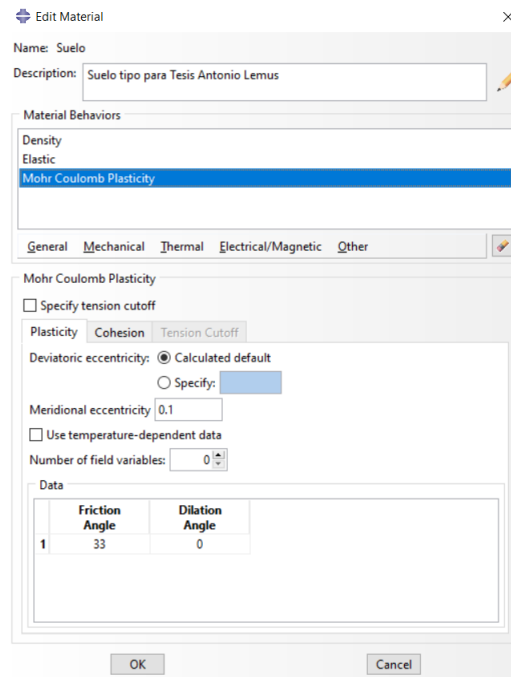 Edit Material
Name: Suelo
Description: Suelo tipo para Tesis Antonio Lemus
Material Behaviors
Density
Elastic
Mohr Coulomb Plasticity
General Mechanical Thermal Electrical/Magnetic Other
Mohr Coulomb Plasticity
Specify tension cutoff
Plasticity Cohesion Tension Cutoff
Deviatoric eccentricity: Calculated default
Specify:
Meridional eccentricity 0.1
Use temperature-dependent data
Number of field variables: 0
Data
Friction Dilation
Angle Angle
1 33 0
OK Cancel